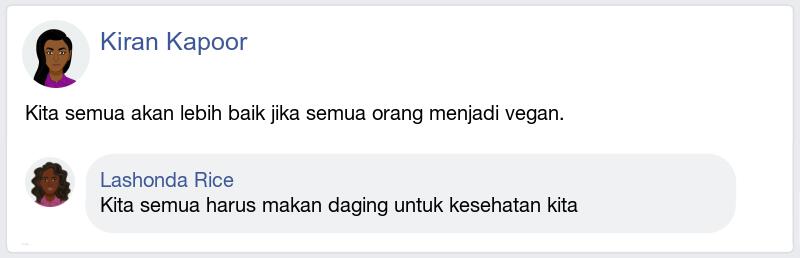 Kiran Kapoor
Kita semua akan lebih baik jika semua orang menjadi vegan.
Lashonda Rice
Kita semua harus makan daging untuk kesehatan kita